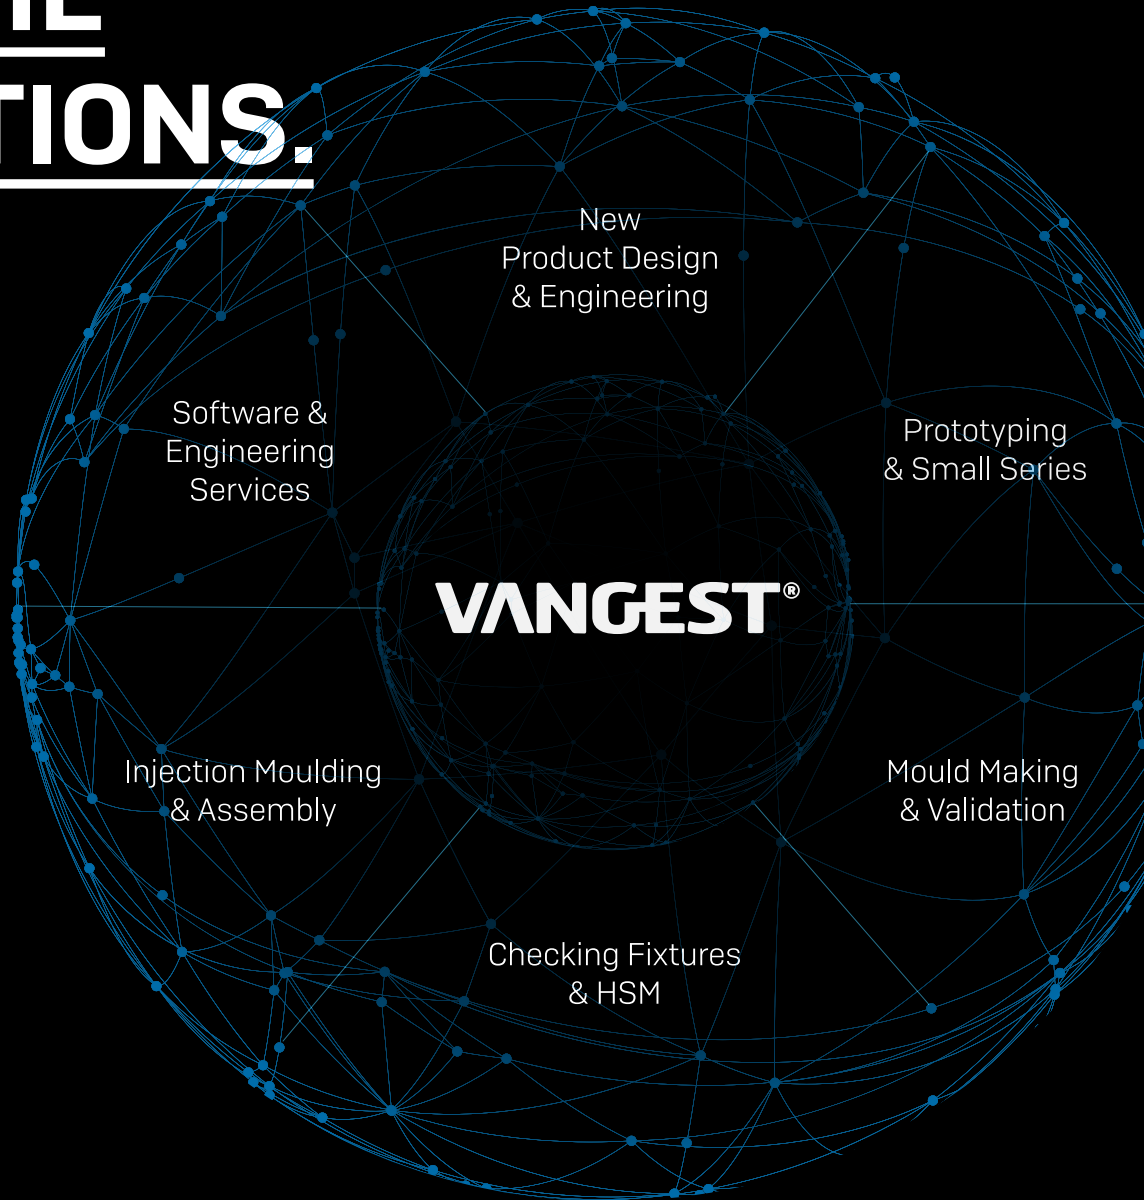 TIONS.
New
Product Design
& Engineering
Software &
Engineering
Services
Prototyping
& Small Series
VANGEST®
Injection Moulding
& Assembly
Mould Making
& Validation
Checking Fixtures
& HSM